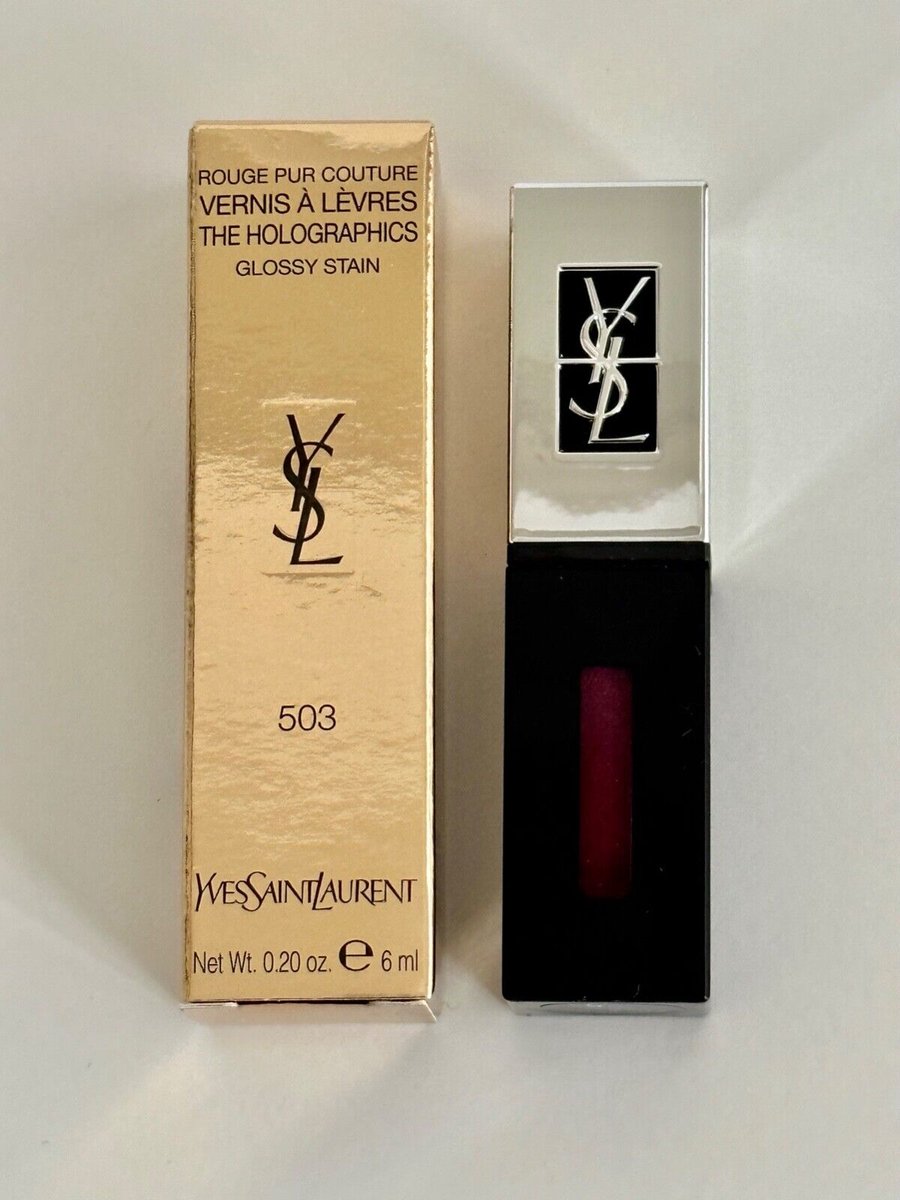 ROUGE PUR COUTURE
VERNIS À LÈVRES
THE HOLOGRAPHICS
GLOSSY STAIN
YSL
503
YVESSAINTLAURENT
Net Wt. 0.20 oz. e 6 ml
YSL